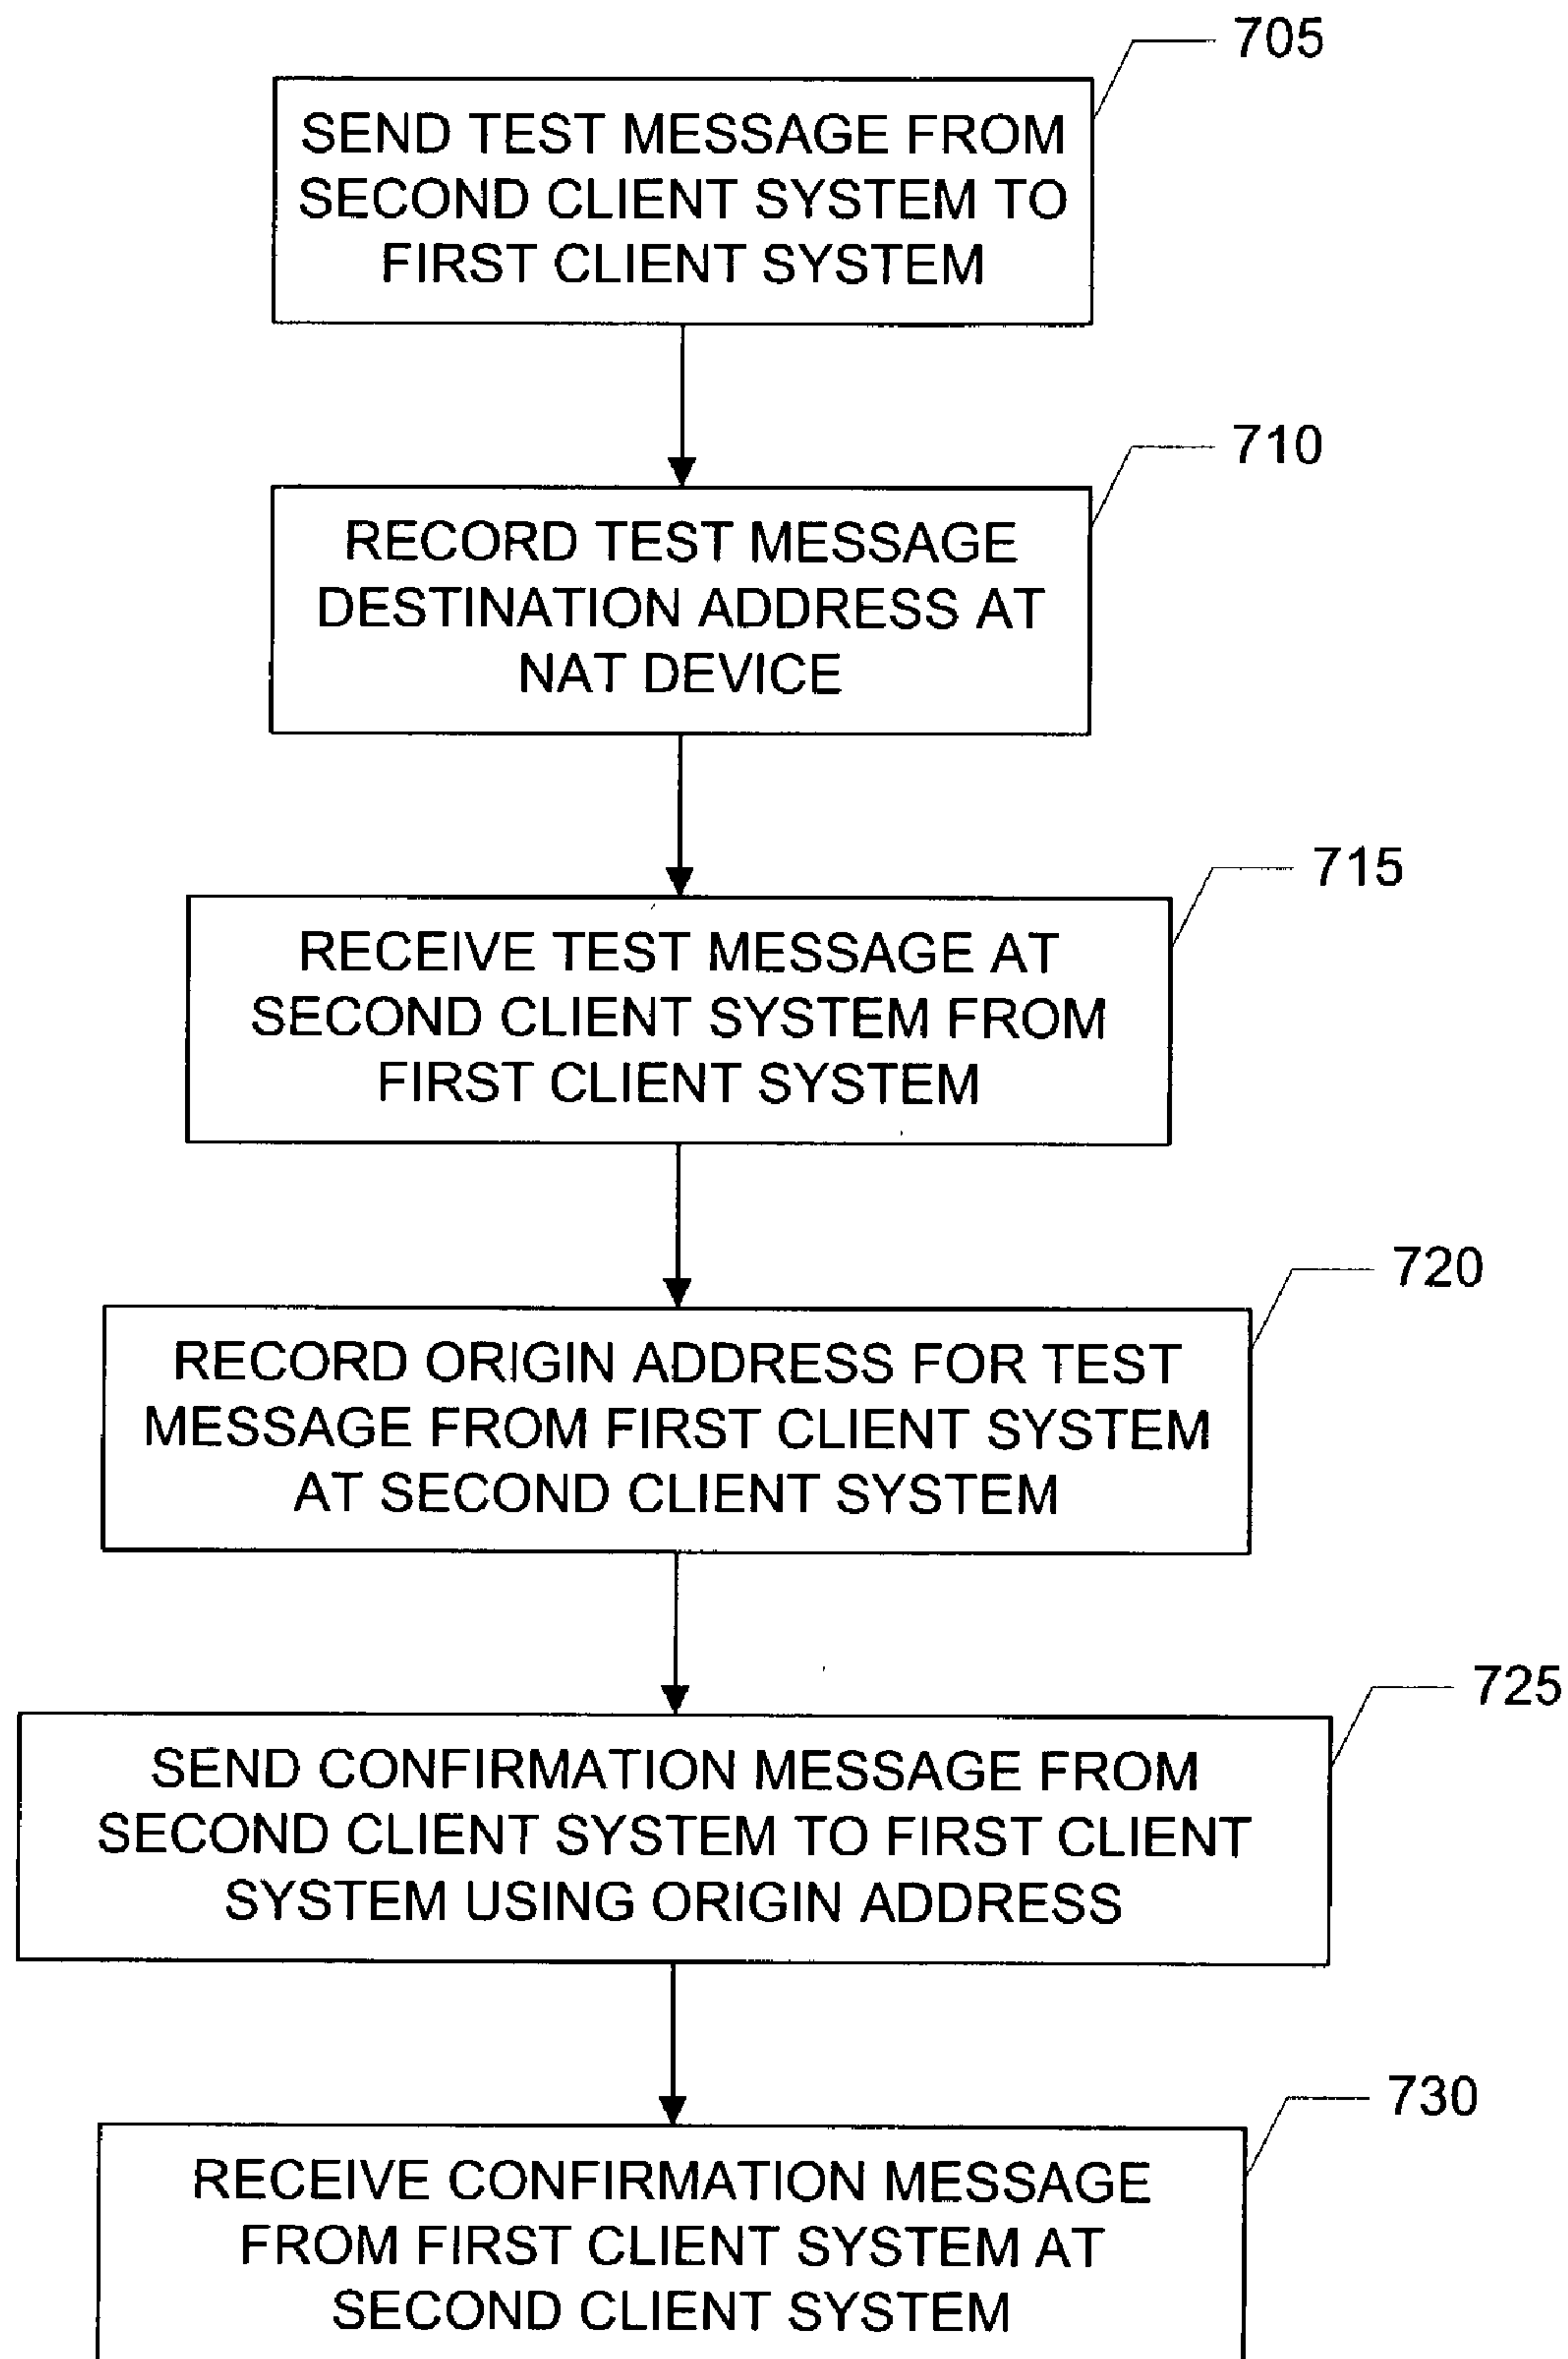 705
SEND TEST MESSAGE FROM
SECOND CLIENT SYSTEM TO
FIRST CLIENT SYSTEM
710
RECORD TEST MESSAGE
DESTINATION ADDRESS AT
NAT DEVICE
715
RECEIVE TEST MESSAGE AT
SECOND CLIENT SYSTEM FROM
FIRST CLIENT SYSTEM
720
RECORD ORIGIN ADDRESS FOR TEST
MESSAGE FROM FIRST CLIENT SYSTEM
AT SECOND CLIENT SYSTEM
725
SEND CONFIRMATION MESSAGE FROM
SECOND CLIENT SYSTEM TO FIRST CLIENT
SYSTEM USING ORIGIN ADDRESS
730
RECEIVE CONFIRMATION MESSAGE
FROM FIRST CLIENT SYSTEM AT
SECOND CLIENT SYSTEM